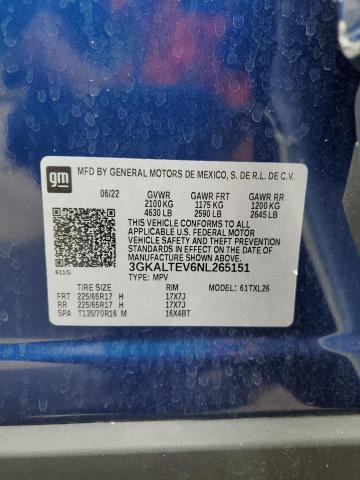 gm
MFD BY GENERAL MOTORS DE MEXICO, S. DE R.L. DE C.V.
06/22 GVWR GAWR FRT GAWR RR
2100 KG 1175 KG 1200 KG
4630 LB 2590 LB 2645 LB
THIS VEHICLE CONFORMS TO ALL
APPLICABLE U.S. FEDERAL MOTOR
VEHICLE SAFETY, BUMPER, AND THEFT
PREVENTION STANDARDS IN EFFECT ON
THE DATE OF MANUFACTURE SHOWN ABOVE.
611G
3GKALTEV6NL265151
TYPE: MPV
TIRE SIZE RIM MODEL: 61TXL26
FRT 225/65R17 H 17X7J
RR 225/65R17 H 17X7J
SPA T135/70R16 M 16X4BT